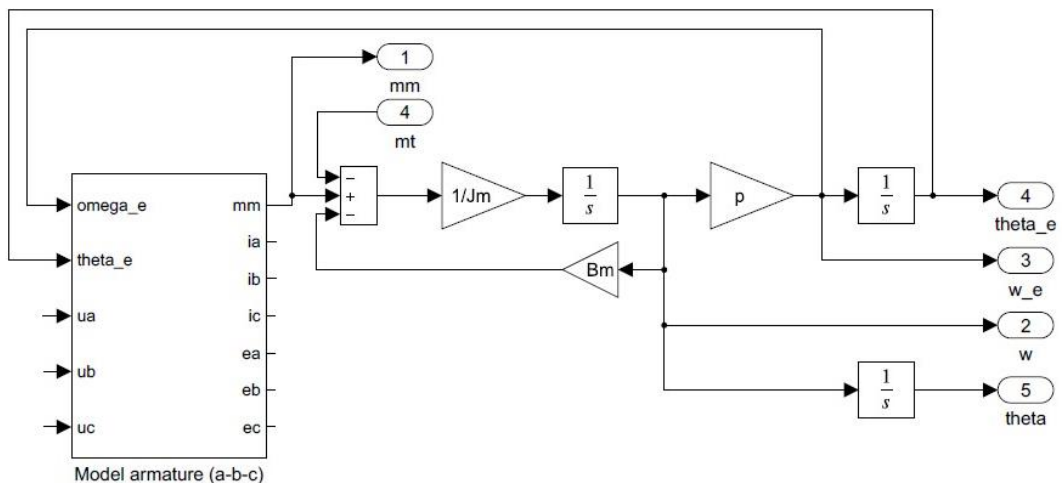 1
mm
4
mt
omega_e
theta_e
ua
ub
uc
mm
ia
ib
ic
ea
eb
ec
Model armature (a-b-c)
−
+
−
1/Jm
1
s
p
1
s
Bm
4
theta_e
3
w_e
2
w
1
s
5
theta